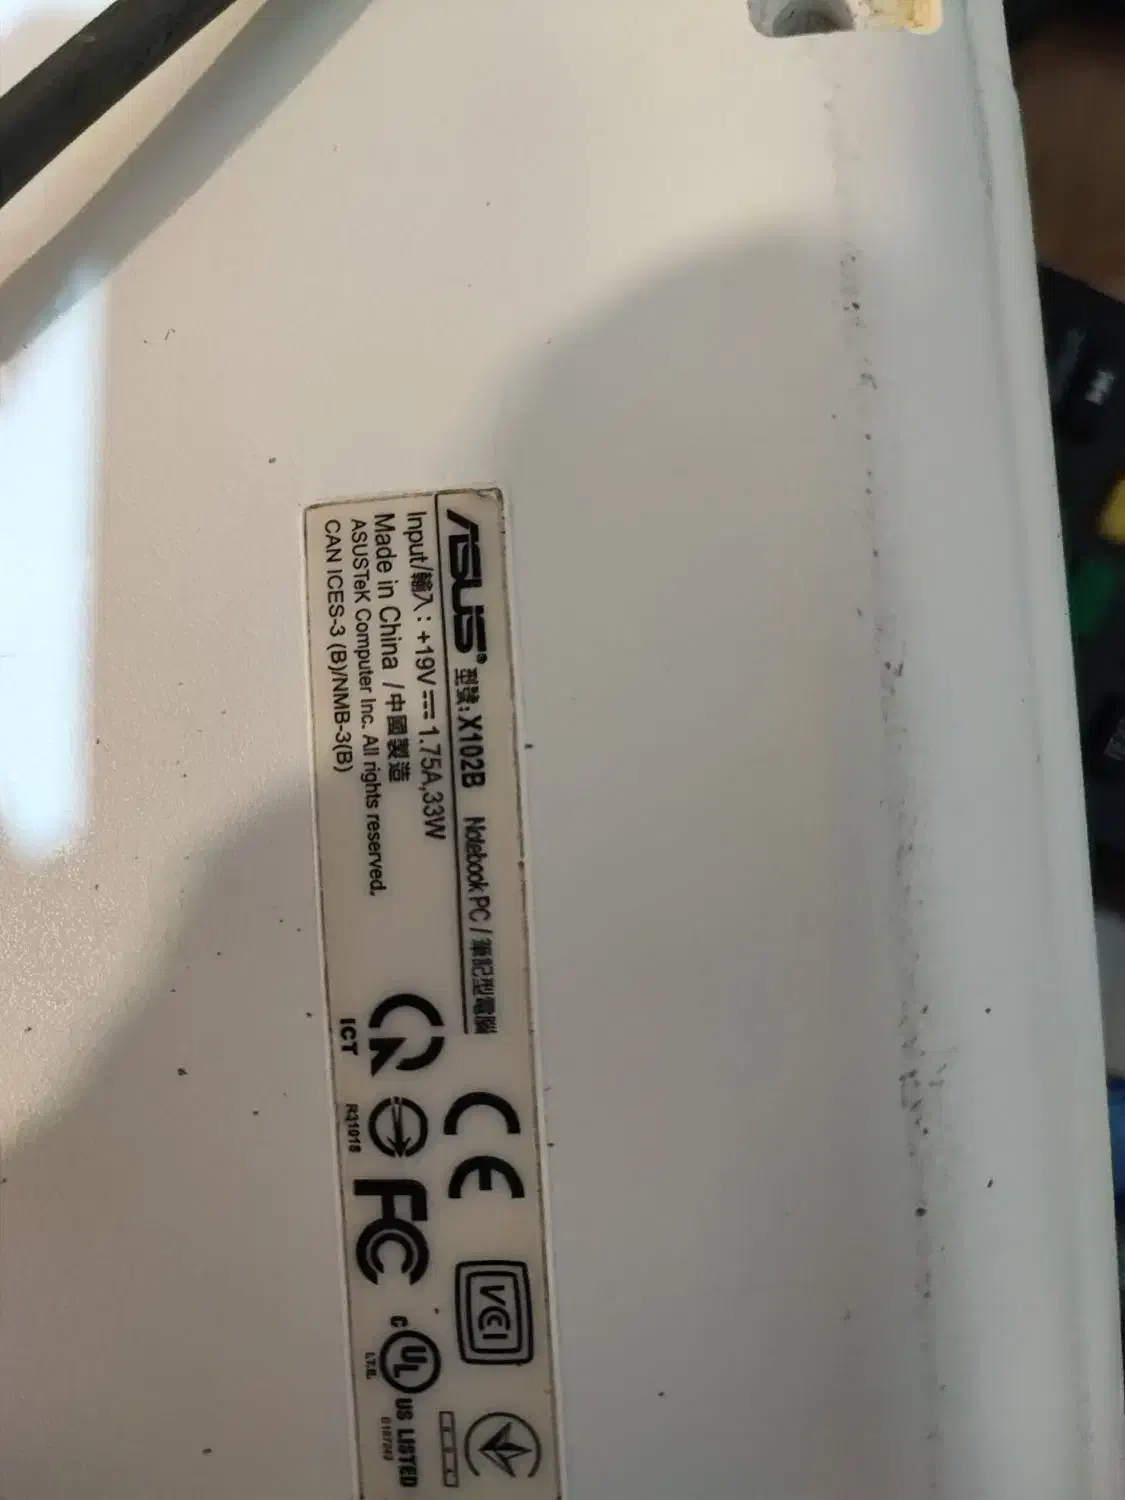 ASUS® 型號: X102B Notebook PC / 筆記型電腦
Input/輸入 : +19V⎓1.75A,33W
Made in China / 中國製造
ASUSTeK Computer Inc. All rights reserved.
CAN ICES-3 (B)/NMB-3(B)
ICT
R31018
CE
FC
VCI
C UL US LISTED
I.T.E.